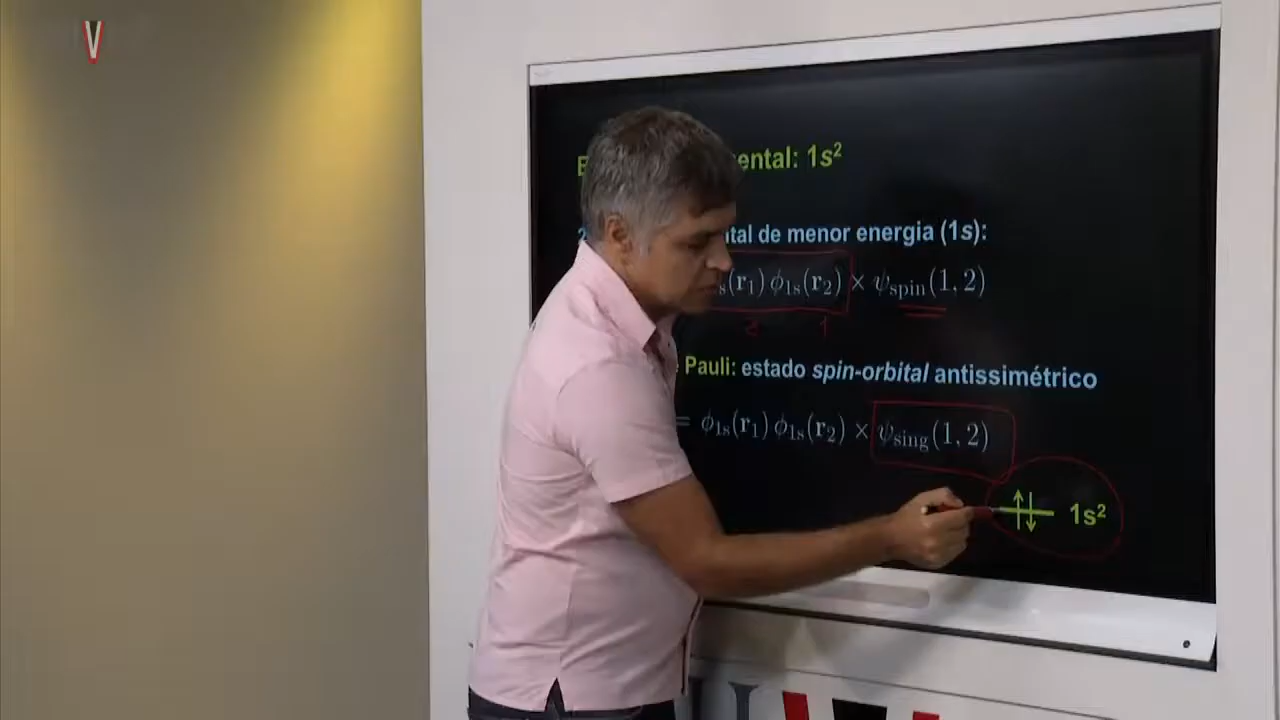 ental: 1s²
tal de menor energia (1s):
s(r₁) ϕ₁ₛ(r₂) × ψspin(1, 2)
2 1
Pauli: estado spin-orbital antissimétrico
= ϕ₁ₛ(r₁) ϕ₁ₛ(r₂) × ψsing(1, 2)
1s²